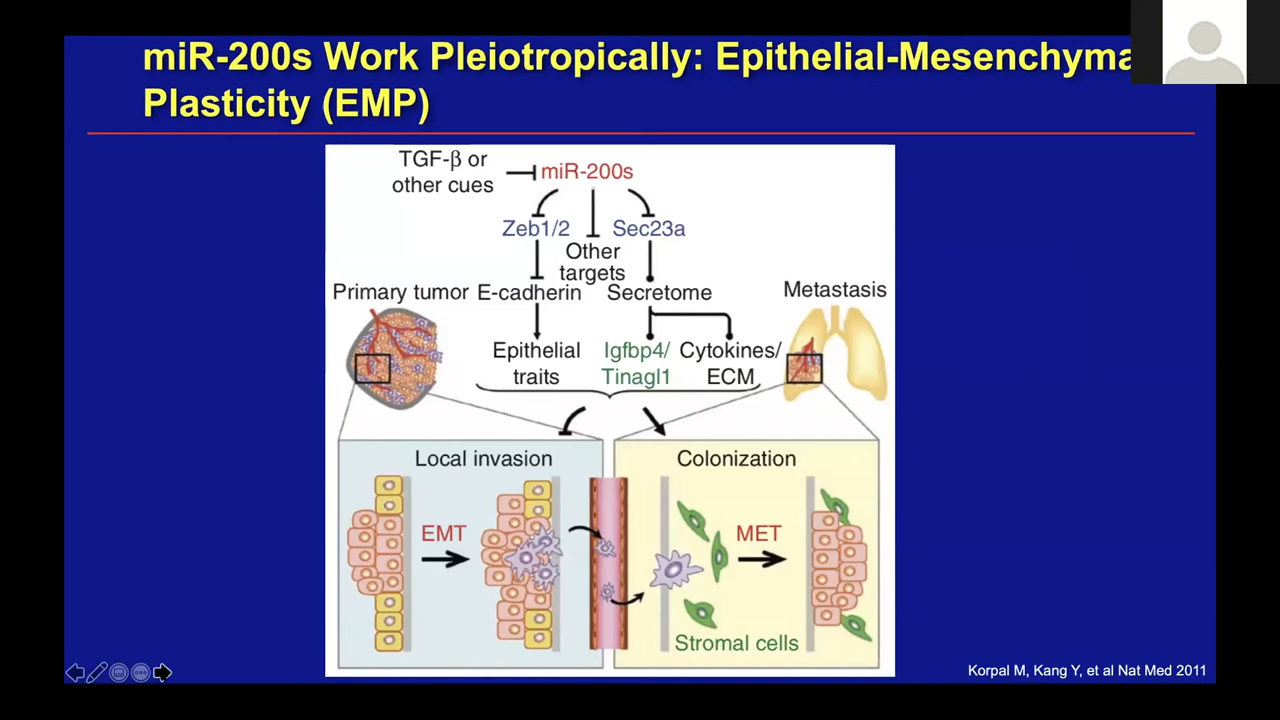 miR-200s Work Pleiotropically: Epithelial-Mesenchyma
Plasticity (EMP)
TGF-β or
other cues
miR-200s
Zeb1/2
Sec23a
Other
targets
E-cadherin
Secretome
Primary tumor
Metastasis
Epithelial
traits
Igfbp4/
Tinagl1
Cytokines/
ECM
Local invasion
Colonization
EMT
MET
Stromal cells
Korpal M, Kang Y, et al Nat Med 2011